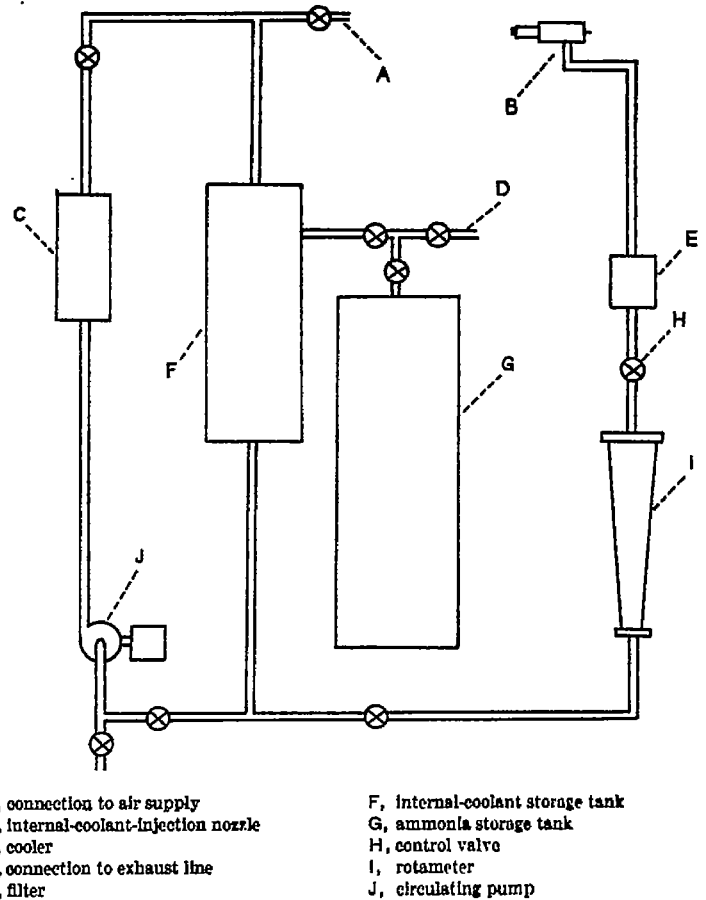 A
B
C
D
E
F
H
G
I
J
, connection to air supply
, internal-coolant-injection nozzle
, cooler
, connection to exhaust line
, filter
F, internal-coolant storage tank
G, ammonia storage tank
H, control valve
I, rotameter
J, circulating pump